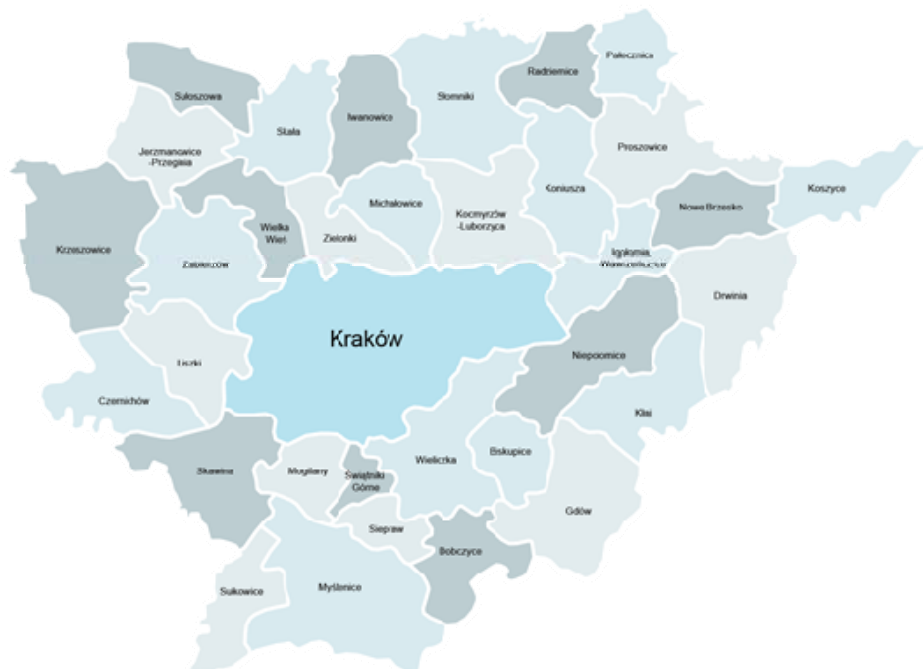 Pałecznica
Radziemice
Słomniki
Sułoszowa
Iwanowice
Skała
Jerzmanowice
-Przeginia
Proszowice
Koniusza
Koszyce
Michałowice
Kocmyrzów
-Luborzyca
Nowe Brzesko
Wielka
Wieś
Zielonki
Krzeszowice
Zabierzów
Igołomia
Wawrzeńczyce
Drwinia
Kraków
Niepołomice
Liszki
Czernichów
Kłaj
Wieliczka
Biskupice
Skawina
Mogilany
Świątniki
Górne
Gdów
Siepraw
Dobczyce
Sułkowice
Myślenice